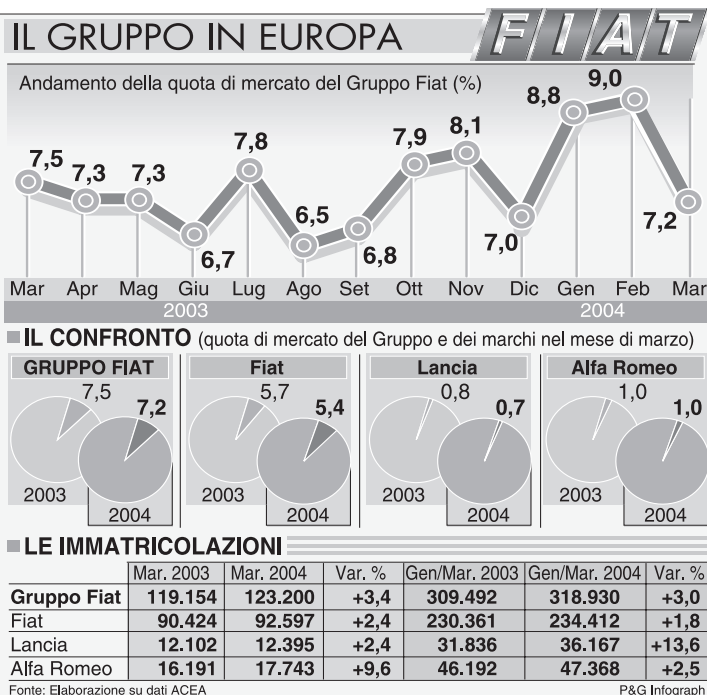 IL GRUPPO IN EUROPA
FIAT
Andamento della quota di mercato del Gruppo Fiat (%)
7,5 7,3 7,3 6,7 7,8 6,5 6,8 7,9 8,1 7,0 8,8 9,0 7,2
Mar Apr Mag Giu Lug Ago Set Ott Nov Dic Gen Feb Mar
2003 2004
IL CONFRONTO (quota di mercato del Gruppo e dei marchi nel mese di marzo)
GRUPPO FIAT
7,5
7,2
2003
2004
Fiat
5,7
5,4
2003
2004
Lancia
0,8
0,7
2003
2004
Alfa Romeo
1,0
1,0
2003
2004
LE IMMATRICOLAZIONI
Mar. 2003 Mar. 2004 Var. % Gen/Mar. 2003 Gen/Mar. 2004 Var. %
Gruppo Fiat 119.154 123.200 +3,4 309.492 318.930 +3,0
Fiat 90.424 92.597 +2,4 230.361 234.412 +1,8
Lancia 12.102 12.395 +2,4 31.836 36.167 +13,6
Alfa Romeo 16.191 17.743 +9,6 46.192 47.368 +2,5
Fonte: Elaborazione su dati ACEA P&G Infograph